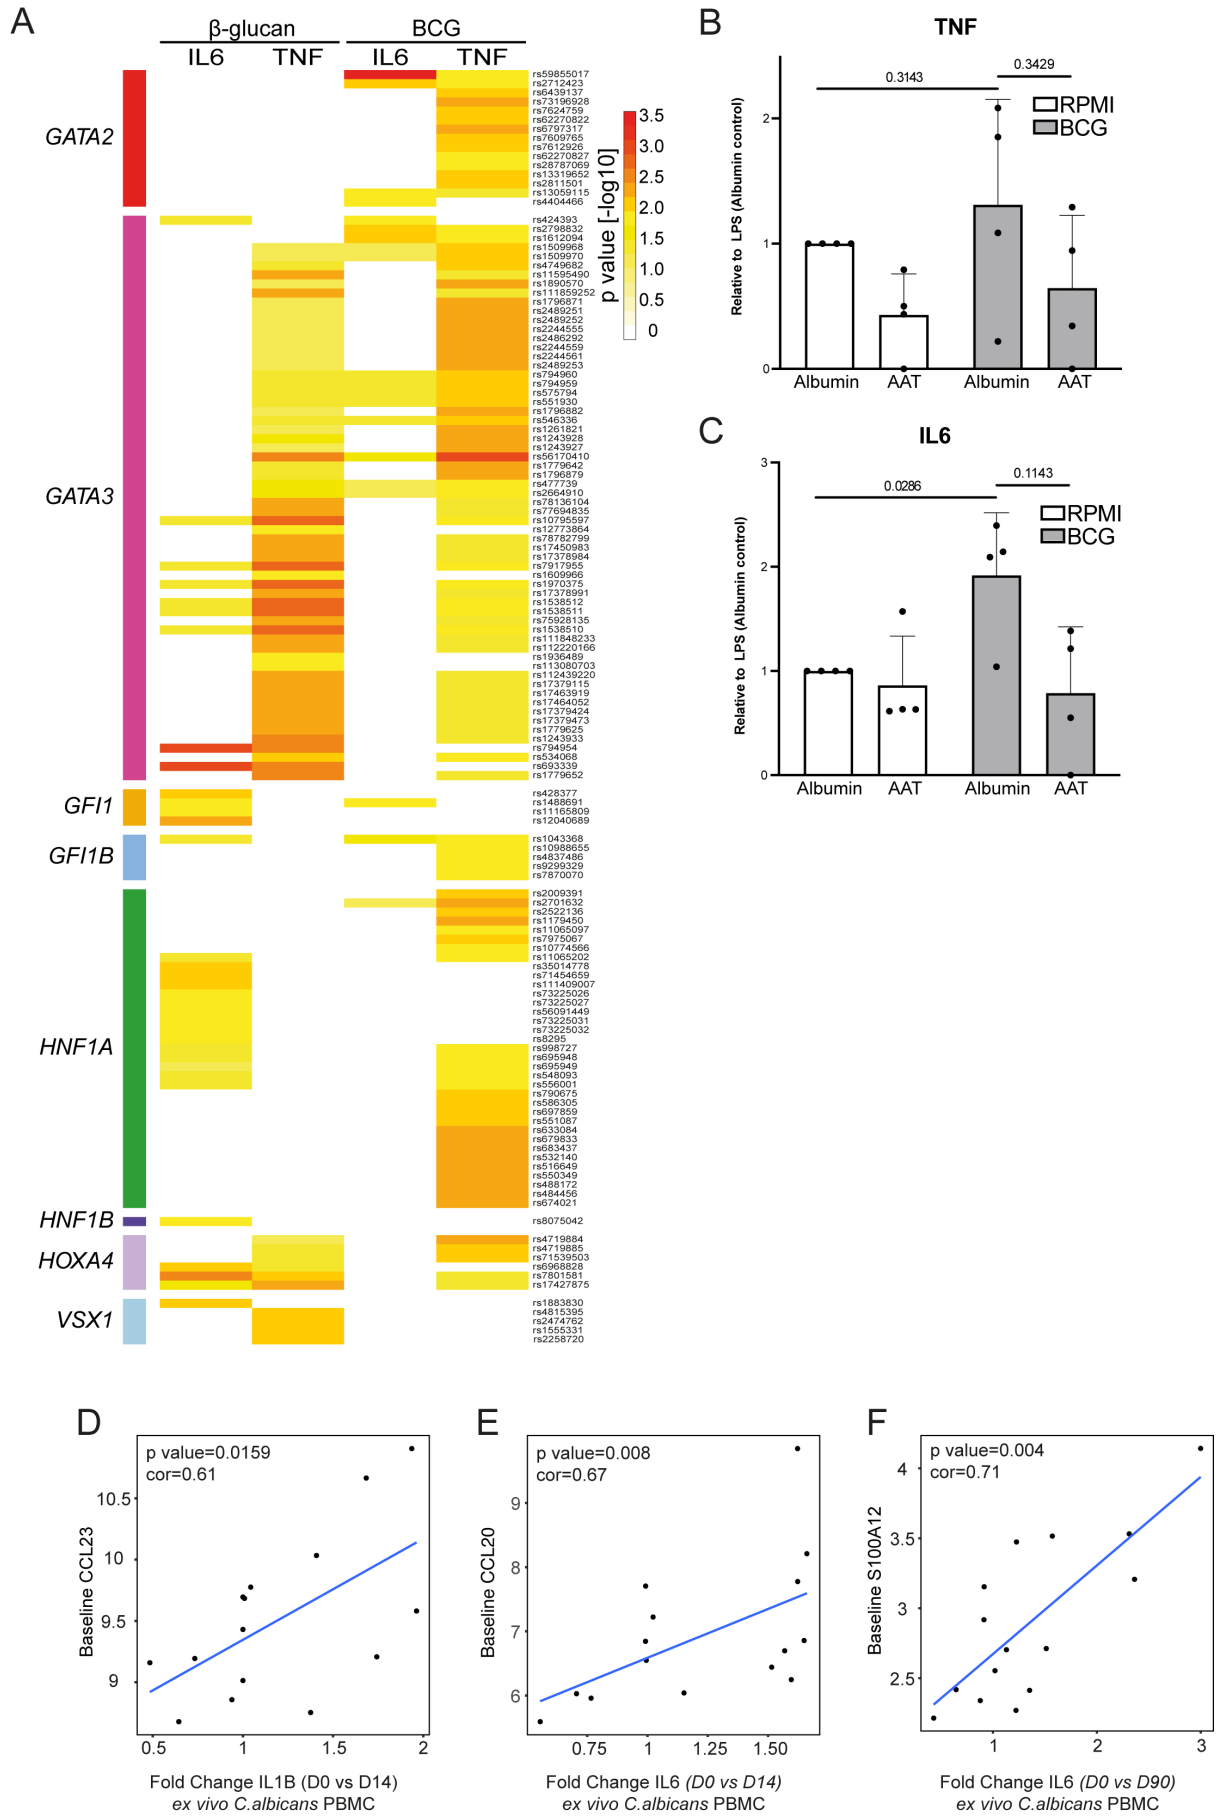 A
β-glucan BCG
IL6 TNF IL6 TNF
GATA2
GATA3
GFI1
GFI1B
HNF1A
HNF1B
HOXA4
VSX1
rs59855017
rs2712423
rs6439137
rs73196928
rs7624759
rs62270822
rs6797317
rs7609765
rs7612926
rs62270827
rs28787069
rs13319652
rs2811501
rs13059115
rs4404466
rs424393
rs2798832
rs1612094
rs1509968
rs1509970
rs4749682
rs11595490
rs1890570
rs111859252
rs1796871
rs2489251
rs2489252
rs2244555
rs2486292
rs2244559
rs2244561
rs2489253
rs794960
rs794959
rs575794
rs551930
rs1796882
rs546336
rs1261821
rs1243928
rs1243927
rs56170410
rs1779642
rs1796879
rs477739
rs2664910
rs78136104
rs77694835
rs10795597
rs12773864
rs78782799
rs17450983
rs17378984
rs7917955
rs1609966
rs1970375
rs17378991
rs1538512
rs1538511
rs75928135
rs1538510
rs111848233
rs112220166
rs1936489
rs113080703
rs112439220
rs17379115
rs17463919
rs17464052
rs17379424
rs17379473
rs1779625
rs1243933
rs794954
rs534068
rs693339
rs1779652
rs428377
rs1488691
rs11165809
rs12040689
rs1043368
rs10988655
rs4837486
rs9299329
rs7870070
rs2009391
rs2701632
rs2522136
rs1179450
rs11065097
rs7975067
rs10774566
rs11065202
rs35014778
rs71454659
rs111409007
rs73225026
rs73225027
rs56091449
rs73225031
rs73225032
rs8295
rs998727
rs695948
rs695949
rs548093
rs556001
rs790675
rs586305
rs697859
rs551087
rs633084
rs679833
rs683437
rs532140
rs516649
rs550349
rs488172
rs484456
rs674021
rs8075042
rs4719884
rs4719885
rs71539503
rs6968828
rs7801581
rs17427875
rs1883830
rs4815395
rs2474762
rs1555331
rs2258720
p value [-log10]
3.5
3.0
2.5
2.0
1.5
1.0
0.5
0
B
TNF
Relative to LPS (Albumin control)
2
1
0
0.3143
0.3429
RPMI
BCG
Albumin AAT Albumin AAT
C
IL6
Relative to LPS (Albumin control)
3
2
1
0
0.0286
0.1143
RPMI
BCG
Albumin AAT Albumin AAT
D
p value=0.0159
cor=0.61
Baseline CCL23
10.5
10
9.5
9
0.5 1 1.5 2
Fold Change IL1B (D0 vs D14)
ex vivo C.albicans PBMC
E
p value=0.008
cor=0.67
Baseline CCL20
9
8
7
6
0.75 1 1.25 1.50
Fold Change IL6 (D0 vs D14)
ex vivo C.albicans PBMC
F
p value=0.004
cor=0.71
Baseline S100A12
4
3.5
3
2.5
1 2 3
Fold Change IL6 (D0 vs D90)
ex vivo C.albicans PBMC